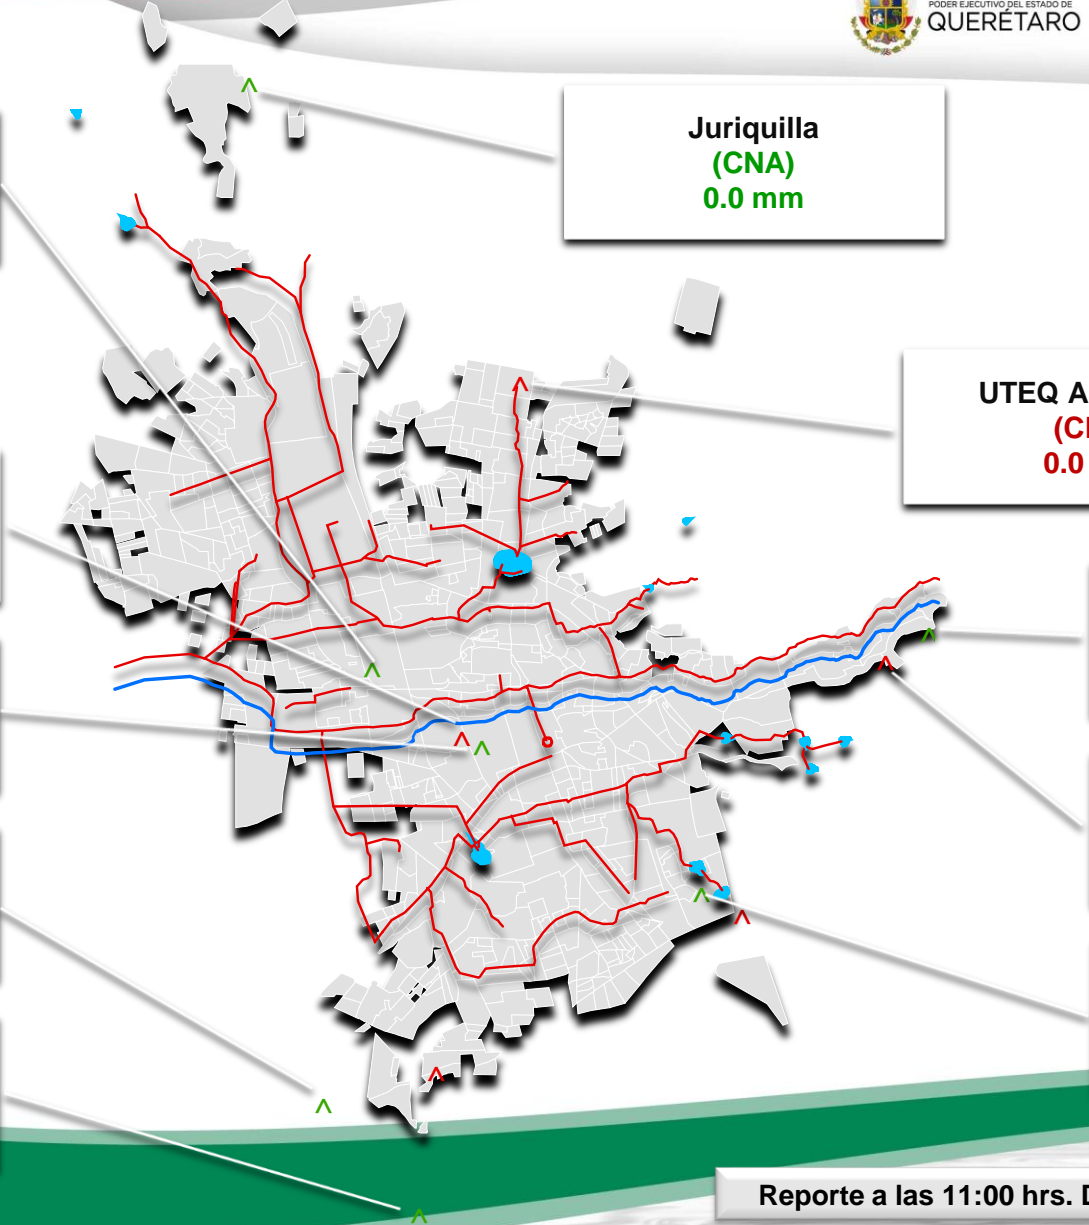 PODER EJECUTIVO DEL ESTADO DE
QUERÉTARO
Juriquilla
(CNA)
0.0 mm
UTEQ A
(C
0.0
Reporte a las 11:00 hrs. D